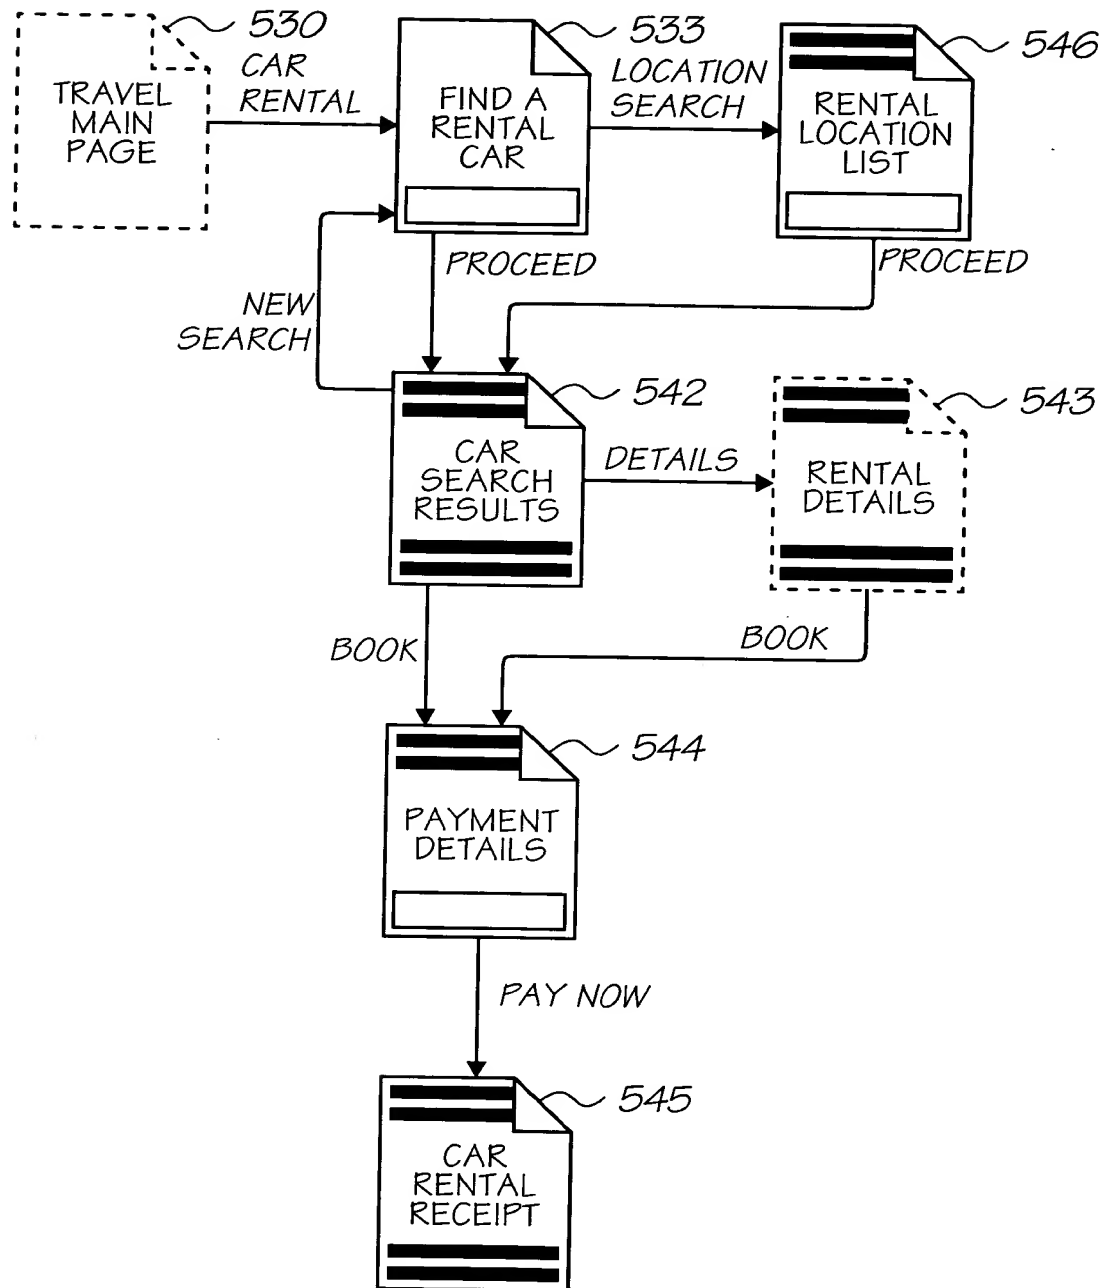 530
TRAVEL
MAIN
PAGE
CAR
RENTAL
533
FIND A
RENTAL
CAR
LOCATION
SEARCH
546
RENTAL
LOCATION
LIST
PROCEED
PROCEED
NEW
SEARCH
542
CAR
SEARCH
RESULTS
DETAILS
543
RENTAL
DETAILS
BOOK
BOOK
544
PAYMENT
DETAILS
PAY NOW
545
CAR
RENTAL
RECEIPT